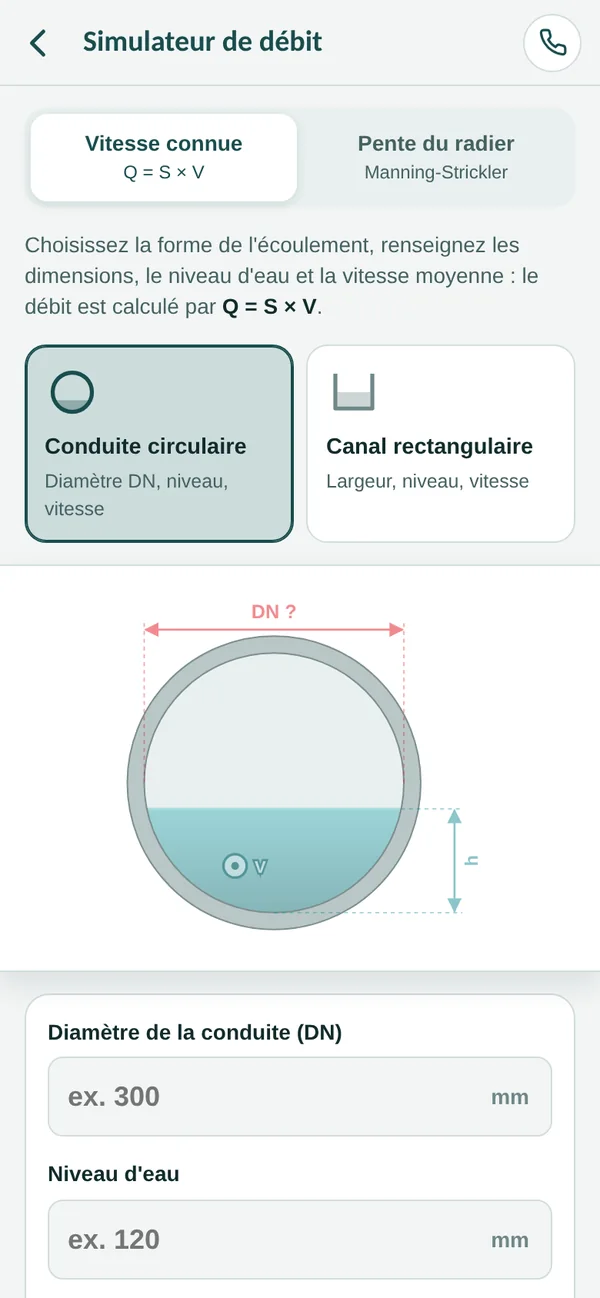 Simulateur de débit
Vitesse connue
Q = S × V
Pente du radier
Manning-Strickler
Choisissez la forme de l'écoulement, renseignez les
dimensions, le niveau d'eau et la vitesse moyenne : le
débit est calculé par Q = S × V.
Conduite circulaire
Diamètre DN, niveau,
vitesse
Canal rectangulaire
Largeur, niveau, vitesse
DN ?
V
h
Diamètre de la conduite (DN)
ex. 300 mm
Niveau d'eau
ex. 120 mm